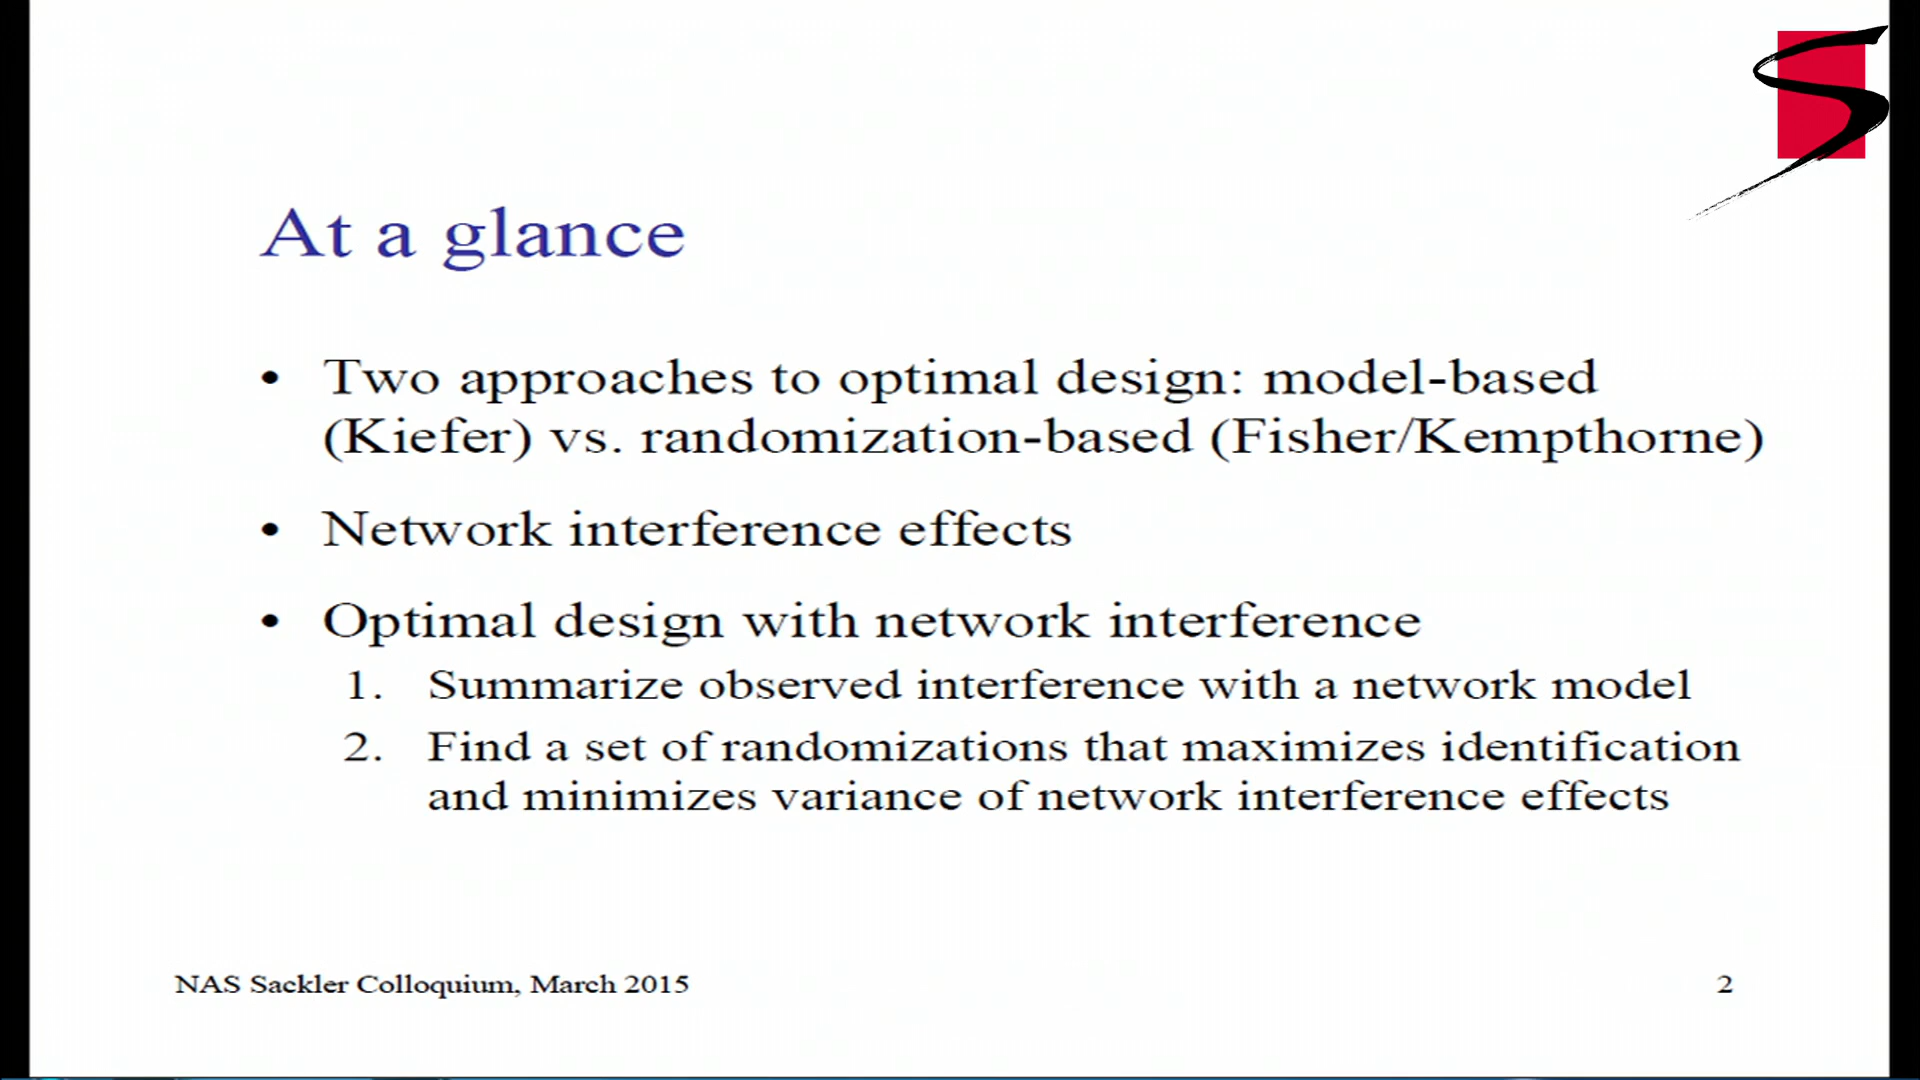 At a glance
• Two approaches to optimal design: model-based
(Kiefer) vs. randomization-based (Fisher/Kempthorne)
• Network interference effects
• Optimal design with network interference
1. Summarize observed interference with a network model
2. Find a set of randomizations that maximizes identification
and minimizes variance of network interference effects
NAS Sackler Colloquium, March 2015
2